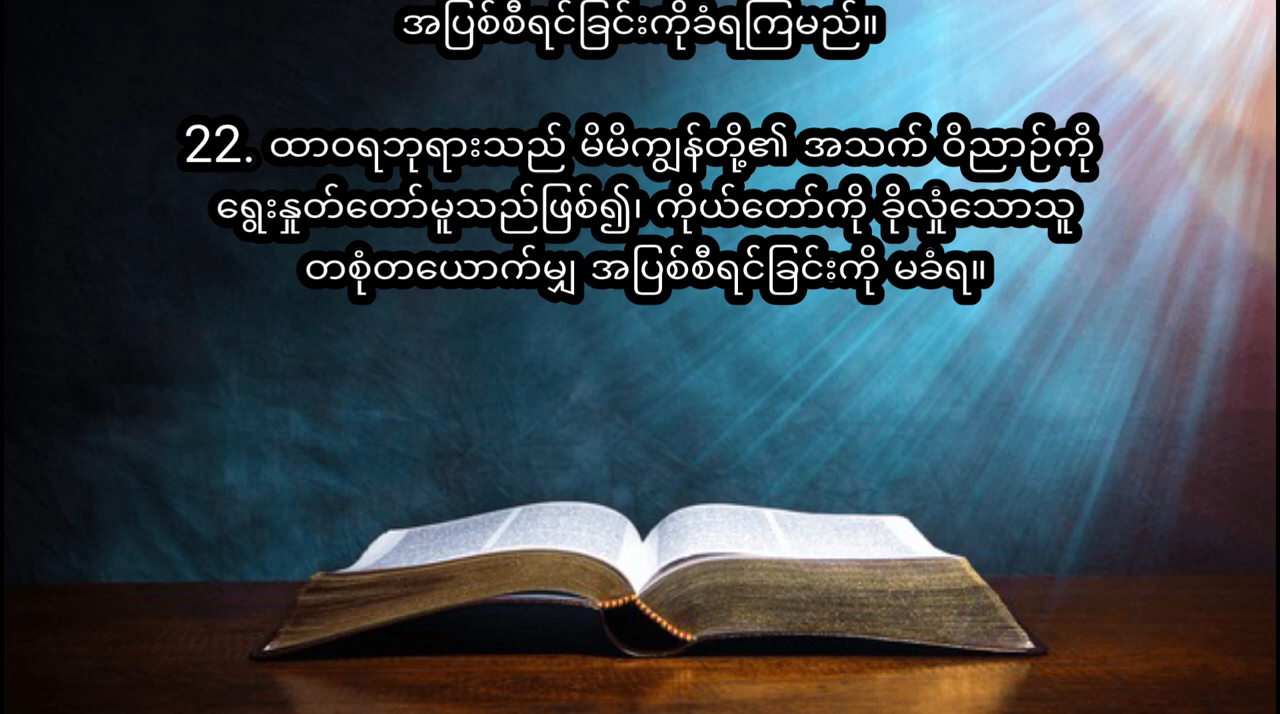 အပြစ်စီရင်ခြင်းကိုခံရကြမည်။
22. ထာဝရဘုရားသည် မိမိကျွန်တို့၏ အသက် ဝိညာဉ်ကို
ရွေးနှုတ်တော်မူသည်ဖြစ်၍၊ ကိုယ်တော်ကို ခိုလှုံသောသူ
တစုံတယောက်မျှ အပြစ်စီရင်ခြင်းကို မခံရ။